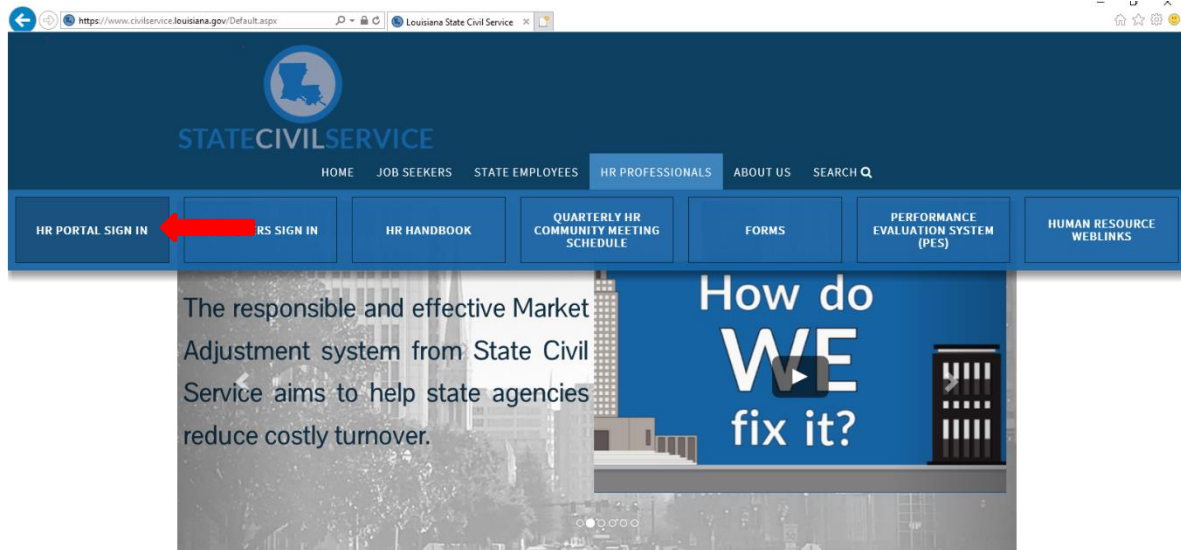 https://www.civilservice.louisiana.gov/Default.aspx
Louisiana State Civil Service
STATECIVILSERVICE
HOME JOB SEEKERS STATE EMPLOYEES HR PROFESSIONALS ABOUT US SEARCH
HR PORTAL SIGN IN
RS SIGN IN
HR HANDBOOK
QUARTERLY HR
COMMUNITY MEETING
SCHEDULE
FORMS
PERFORMANCE
EVALUATION SYSTEM
(PES)
HUMAN RESOURCE
WEBLINKS
The responsible and effective Market
Adjustment system from State Civil
Service aims to help state agencies
reduce costly turnover.
How do
WE
fix it?